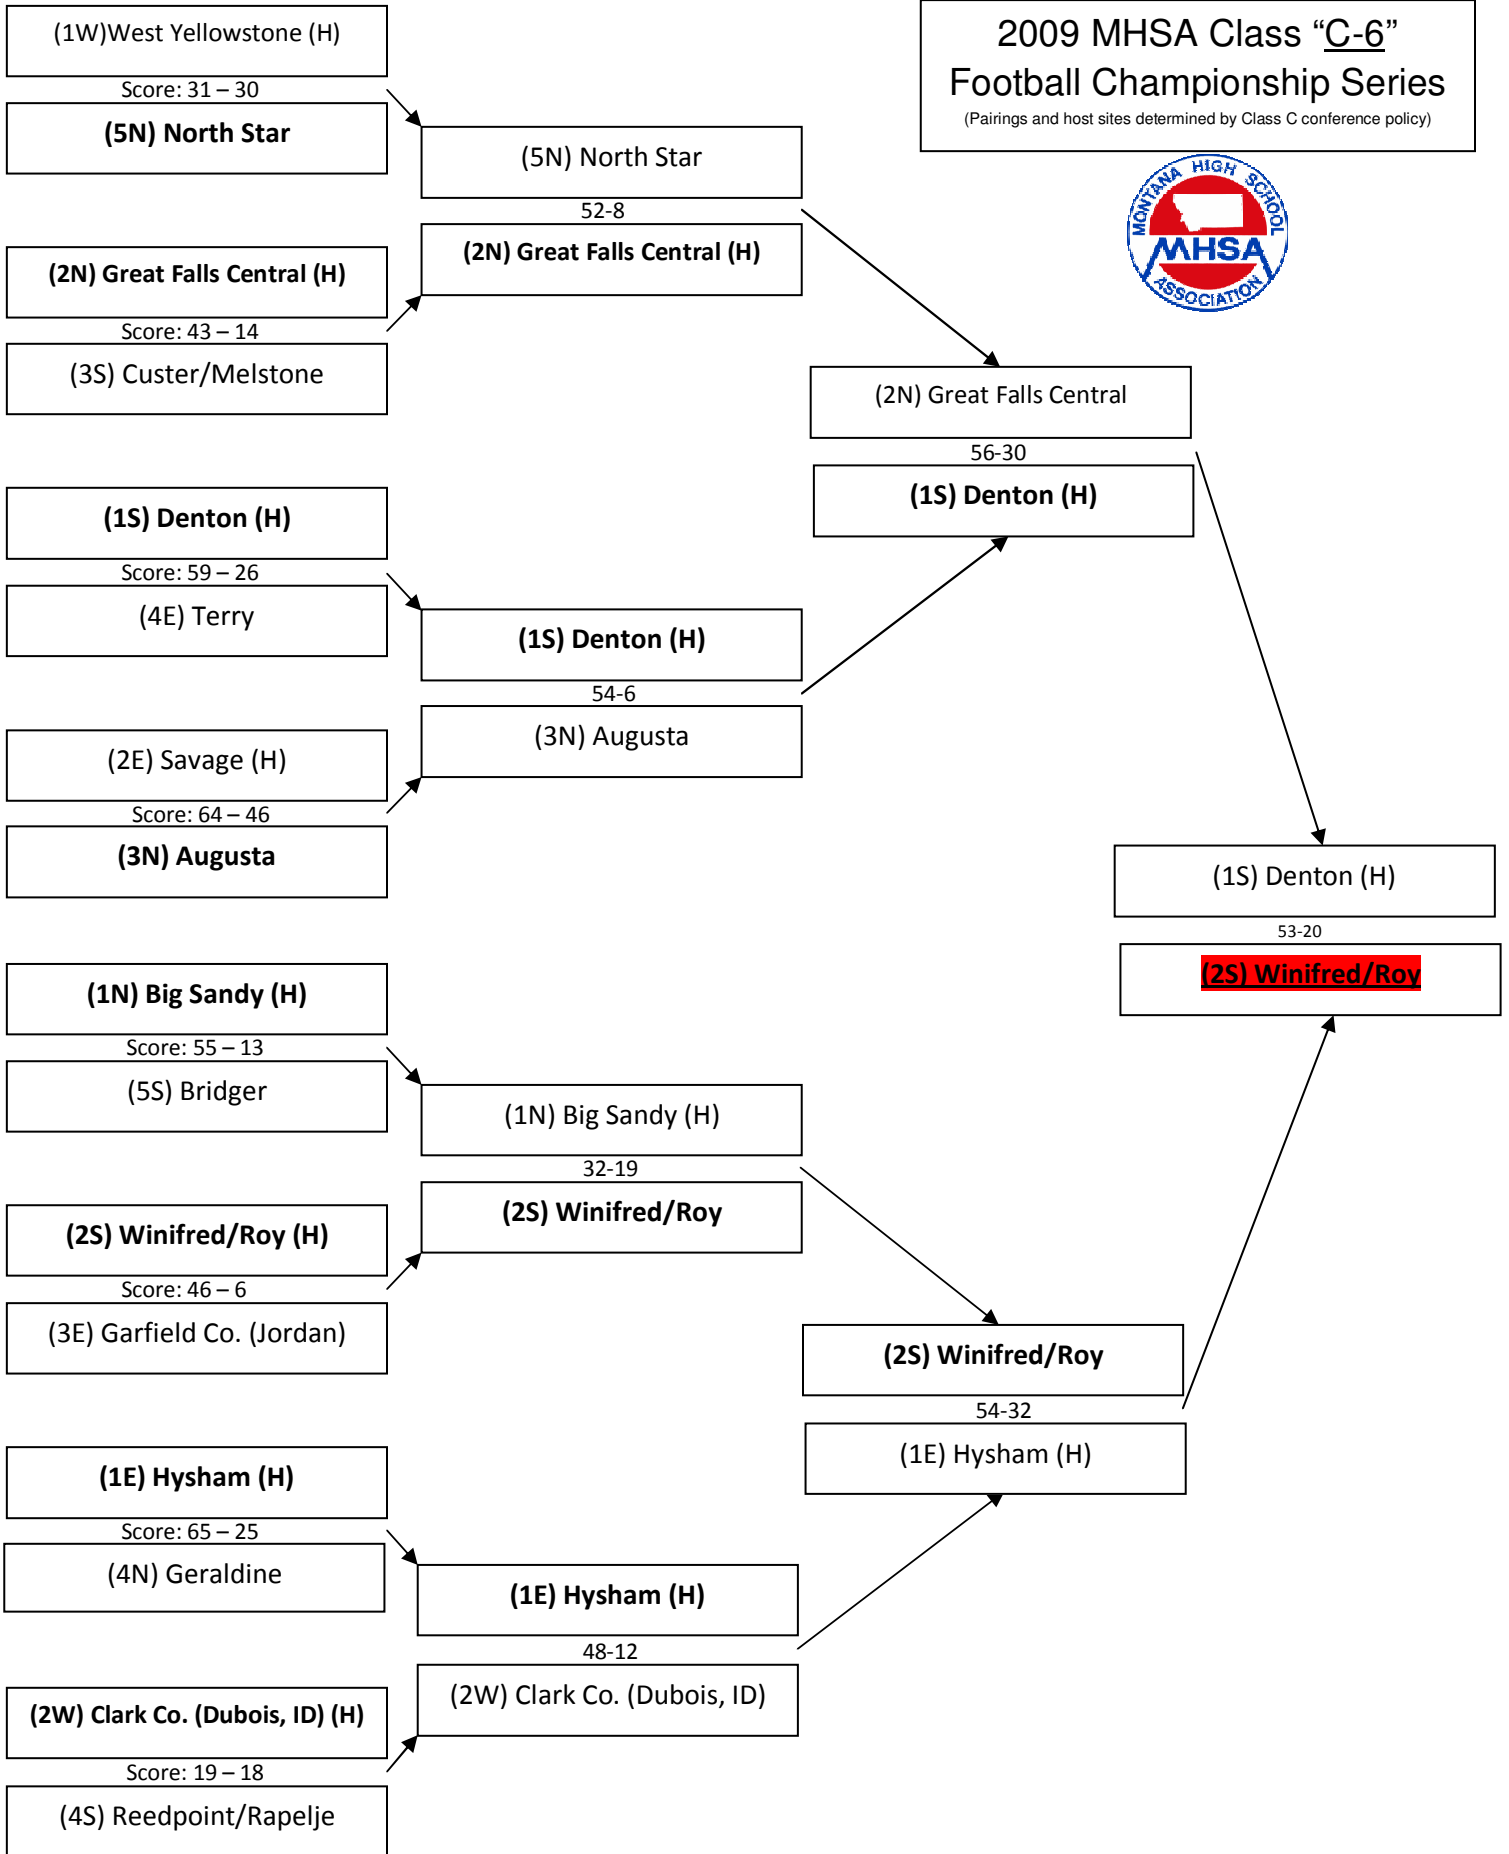 2009 MHSA Class “C-6”
Football Championship Series
(Pairings and host sites determined by Class C conference policy)
MONTANA HIGH SCHOOL
MHSA
ASSOCIATION
(1W)West Yellowstone (H)
Score: 31 – 30
(5N) North Star
(2N) Great Falls Central (H)
Score: 43 – 14
(3S) Custer/Melstone
(1S) Denton (H)
Score: 59 – 26
(4E) Terry
(2E) Savage (H)
Score: 64 – 46
(3N) Augusta
(1N) Big Sandy (H)
Score: 55 – 13
(5S) Bridger
(2S) Winifred/Roy (H)
Score: 46 – 6
(3E) Garfield Co. (Jordan)
(1E) Hysham (H)
Score: 65 – 25
(4N) Geraldine
(2W) Clark Co. (Dubois, ID) (H)
Score: 19 – 18
(4S) Reedpoint/Rapelje
(5N) North Star
52-8
(2N) Great Falls Central (H)
(1S) Denton (H)
54-6
(3N) Augusta
(1N) Big Sandy (H)
32-19
(2S) Winifred/Roy
(1E) Hysham (H)
48-12
(2W) Clark Co. (Dubois, ID)
(2N) Great Falls Central
56-30
(1S) Denton (H)
(2S) Winifred/Roy
54-32
(1E) Hysham (H)
(1S) Denton (H)
53-20
(2S) Winifred/Roy